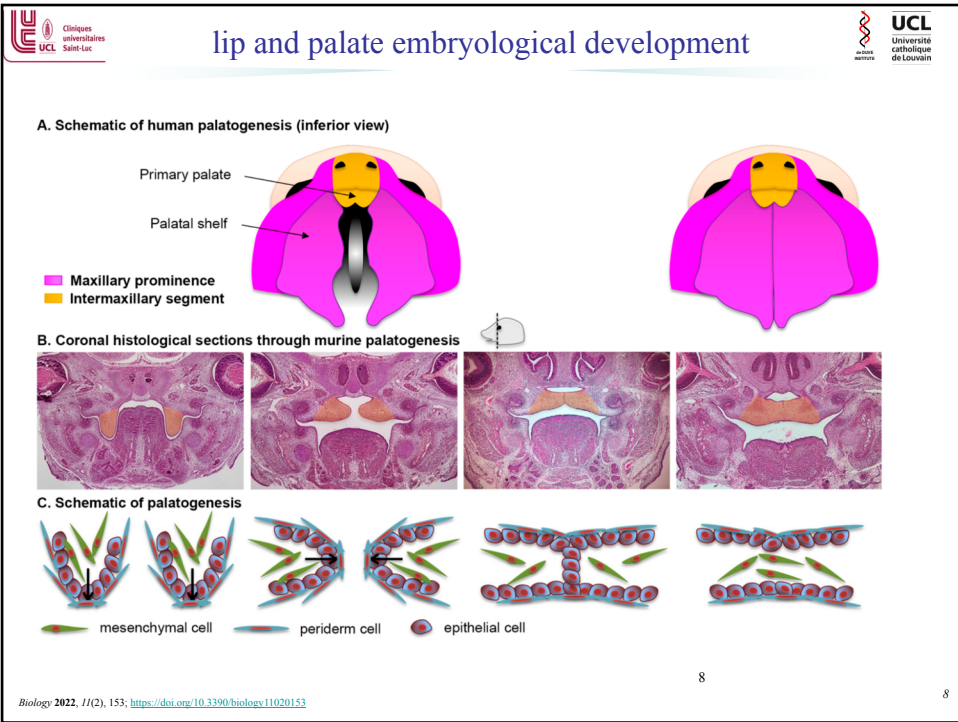 UCL
Cliniques
universitaires
Saint-Luc
lip and palate embryological development
de DUVE
INSTITUTE
UCL
Université
catholique
de Louvain
A. Schematic of human palatogenesis (inferior view)
Primary palate
Palatal shelf
Maxillary prominence
Intermaxillary segment
B. Coronal histological sections through murine palatogenesis
C. Schematic of palatogenesis
mesenchymal cell
periderm cell
epithelial cell
8
Biology 2022, 11(2), 153; https://doi.org/10.3390/biology11020153
8